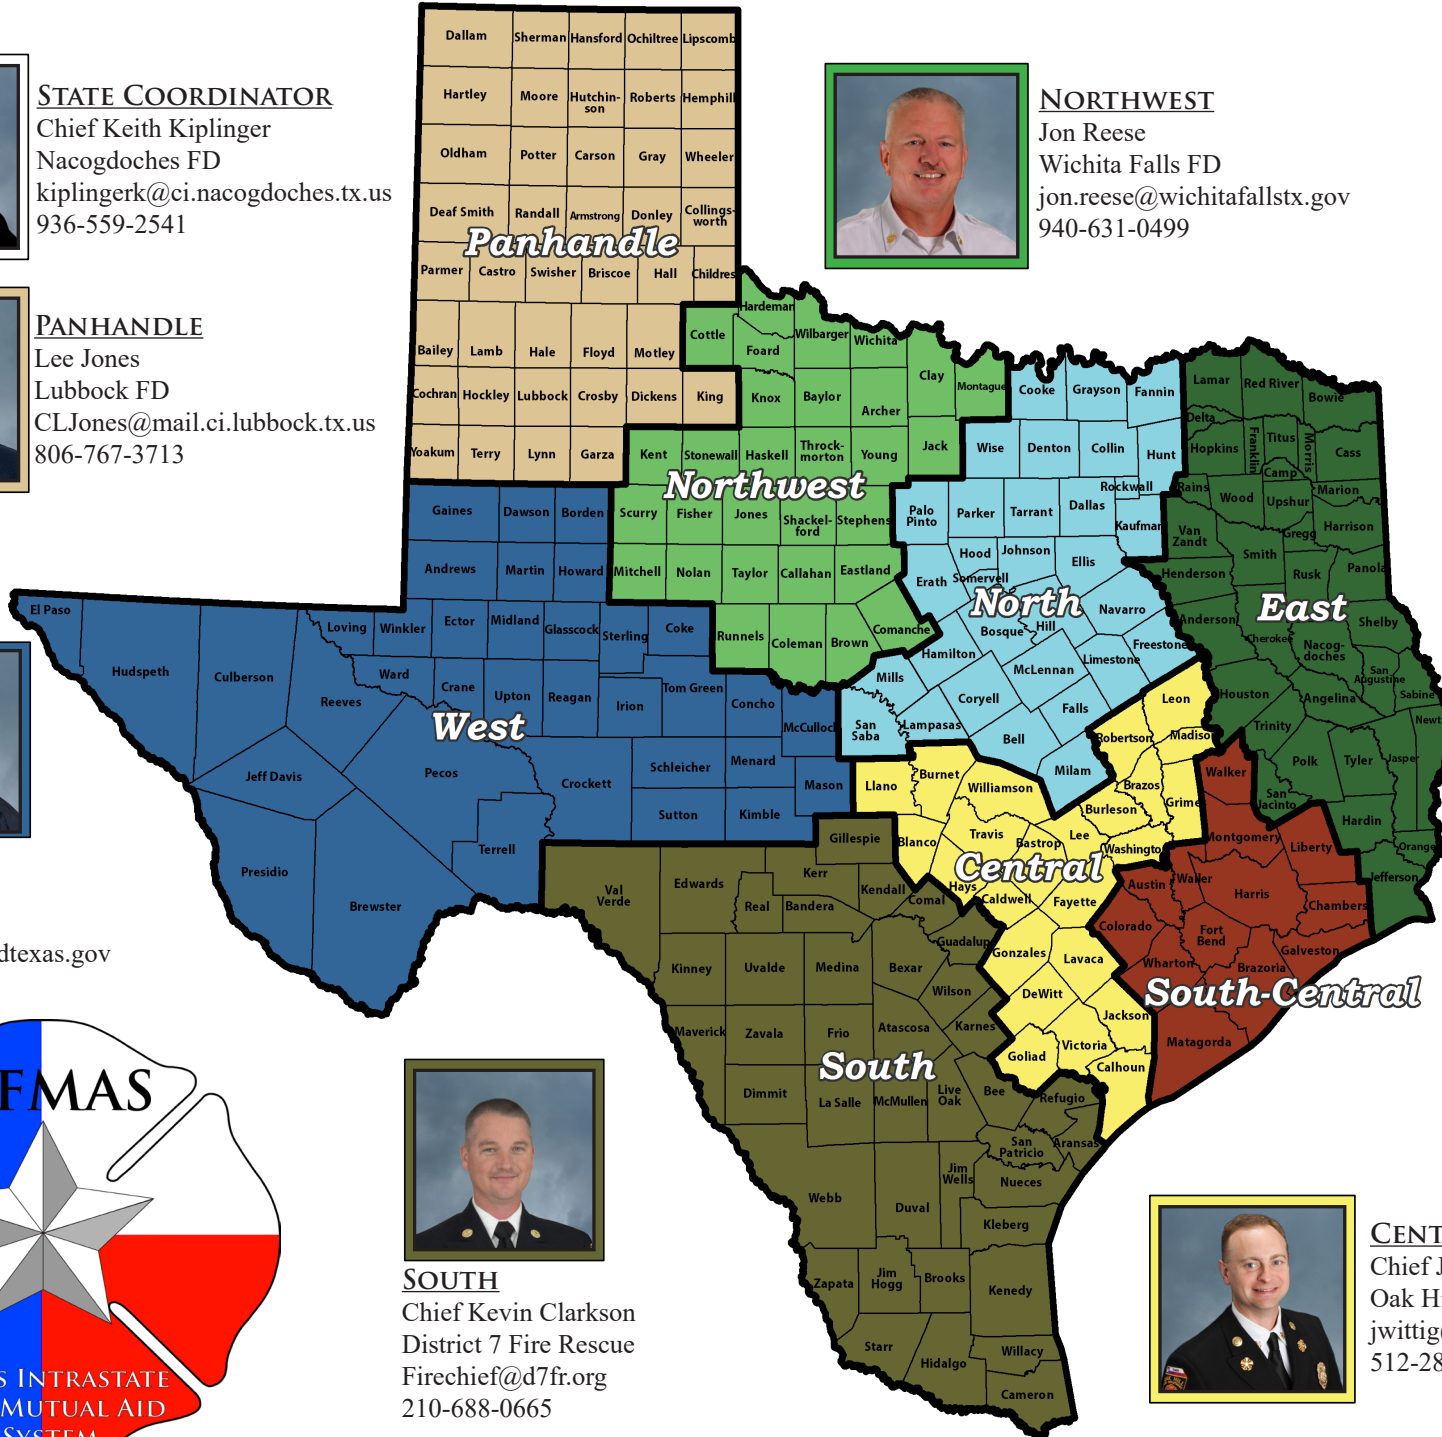 STATE COORDINATOR
Chief Keith Kiplinger
Nacogdoches FD
kiplingerk@ci.nacogdoches.tx.us
936-559-2541
PANHANDLE
Lee Jones
Lubbock FD
CLJones@mail.ci.lubbock.tx.us
806-767-3713
NORTHWEST
Jon Reese
Wichita Falls FD
jon.reese@wichitafallstx.gov
940-631-0499
Dallam Sherman Hansford Ochiltree Lipscomb
Hartley Moore Hutchin-
son Roberts Hemphill
Oldham Potter Carson Gray Wheeler
Deaf Smith Randall Armstrong Donley Collings-
worth
Panhandle
Parmer Castro Swisher Briscoe Hall Childres
Bailey Lamb Hale Floyd Motley
Cochran Hockley Lubbock Crosby Dickens King
Yoakum Terry Lynn Garza
Hardeman
Cottle Foard Wilbarger Wichita
Clay Montague
Knox Baylor Archer
Kent Stonewall Haskell Throck-
morton Young Jack
Northwest
Scurry Fisher Jones Shackel-
ford Stephens
Mitchell Nolan Taylor Callahan Eastland
Runnels Coleman Brown Comanche
Cooke Grayson Fannin
Wise Denton Collin Hunt
Rockwall
Palo
Pinto Parker Tarrant Dallas Kaufman
Hood Johnson Ellis
Erath Somervell
North
Navarro
Bosque Hill
Hamilton McLennan Limestone Freestone
Mills Coryell Falls
San
Saba Lampasas Bell Milam
Lamar Red River Bowie
Delta
Hopkins Franklin Titus Morris Cass
Camp
Rains Wood Upshur Marion
Van
Zandt Gregg Harrison
Smith Rusk Panola
Henderson
East
Anderson Cherokee Nacog-
doches Shelby
San
Augustine
Houston Angelina Sabine
Trinity Newt
Polk Tyler Jasper
San
Jacinto Hardin
Orange
Jefferson
Gaines Dawson Borden
Andrews Martin Howard
El Paso
Loving Winkler Ector Midland Glasscock Sterling Coke
Hudspeth Culberson Reeves Ward Crane Upton Reagan Irion Tom Green Concho
McCulloch
West
Jeff Davis Pecos Crockett Schleicher Menard Mason
Sutton Kimble
Presidio Terrell
Brewster
Leon
Robertson Madiso
Llano Burnet Williamson Brazos Grime
Burleson
Blanco Travis Bastrop Lee Washingto
Central
Hays Caldwell Fayette
Gonzales Lavaca
DeWitt Jackson
Goliad Victoria
Calhoun
Walker
Montgomery Liberty
Austin Waller Harris Chambers
Colorado Fort
Bend Galveston
Wharton Brazoria
South-Central
Matagorda
Gillespie
Val
Verde Edwards Kerr Kendall Comal
Real Bandera
Guadalup
Kinney Uvalde Medina Bexar Wilson
Maverick Zavala Frio Atascosa Karnes
South
Dimmit La Salle McMullen Live
Oak Bee Refugio
San
Patricio Aransas
Webb Duval Jim
Wells Nueces
Kleberg
Zapata Jim
Hogg Brooks Kenedy
Starr Hidalgo Willacy
Cameron
dtexas.gov
FMAS
S INTRASTATE
MUTUAL AID
SYSTEM
SOUTH
Chief Kevin Clarkson
District 7 Fire Rescue
Firechief@d7fr.org
210-688-0665
CENT
Chief J
Oak H
jwittig
512-28